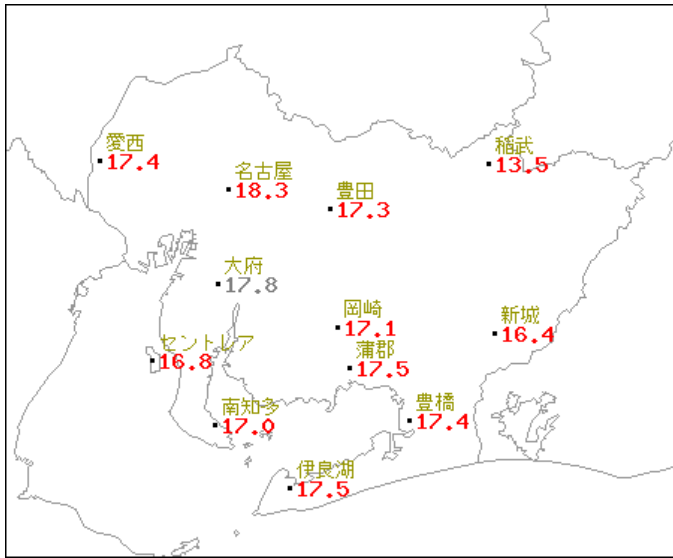 愛西
17.4
稲武
13.5
名古屋
18.3
豊田
17.3
大府
17.8
岡崎
17.1
新城
16.4
セントレア
16.8
蒲郡
17.5
南知多
17.0
豊橋
17.4
伊良湖
17.5